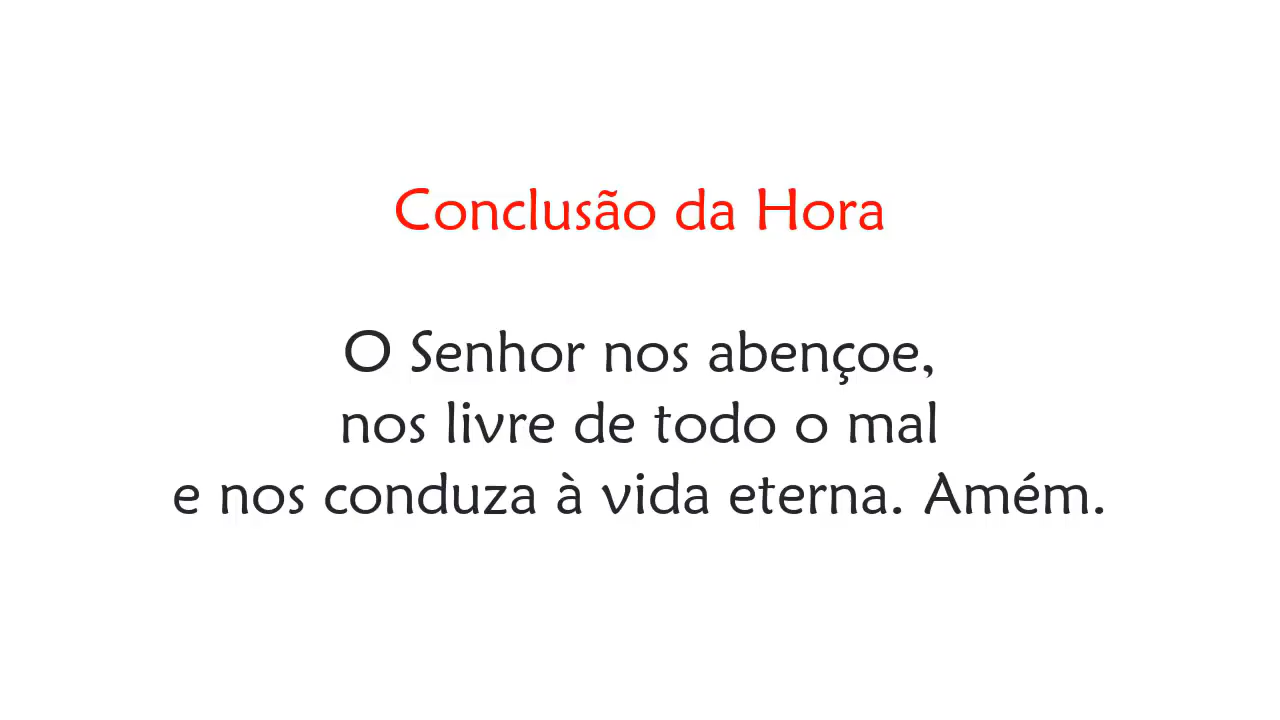 Conclusão da Hora
O Senhor nos abençoe,
nos livre de todo o mal
e nos conduza à vida eterna. Amém.